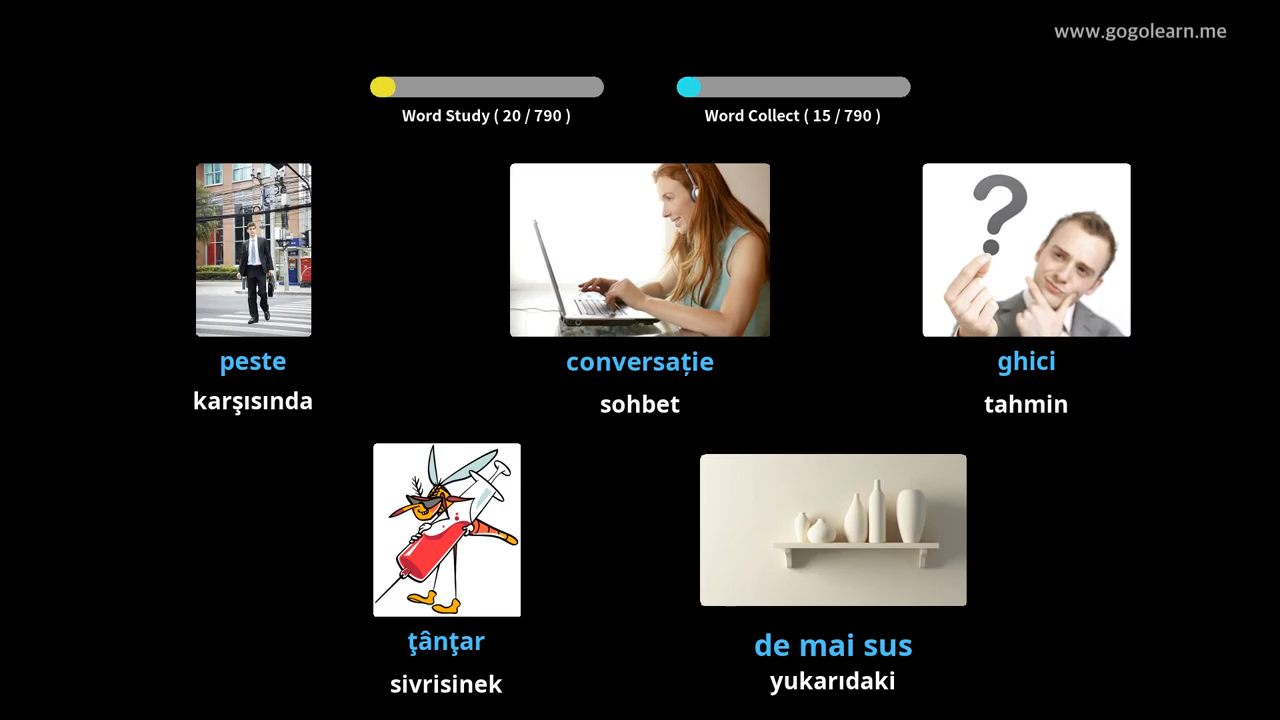 www.gogolearn.me
Word Study ( 20 / 790 )
Word Collect ( 15 / 790 )
peste
conversație
ghici
karşısında
sohbet
tahmin
ţânţar
de mai sus
sivrisinek
yukarıdaki